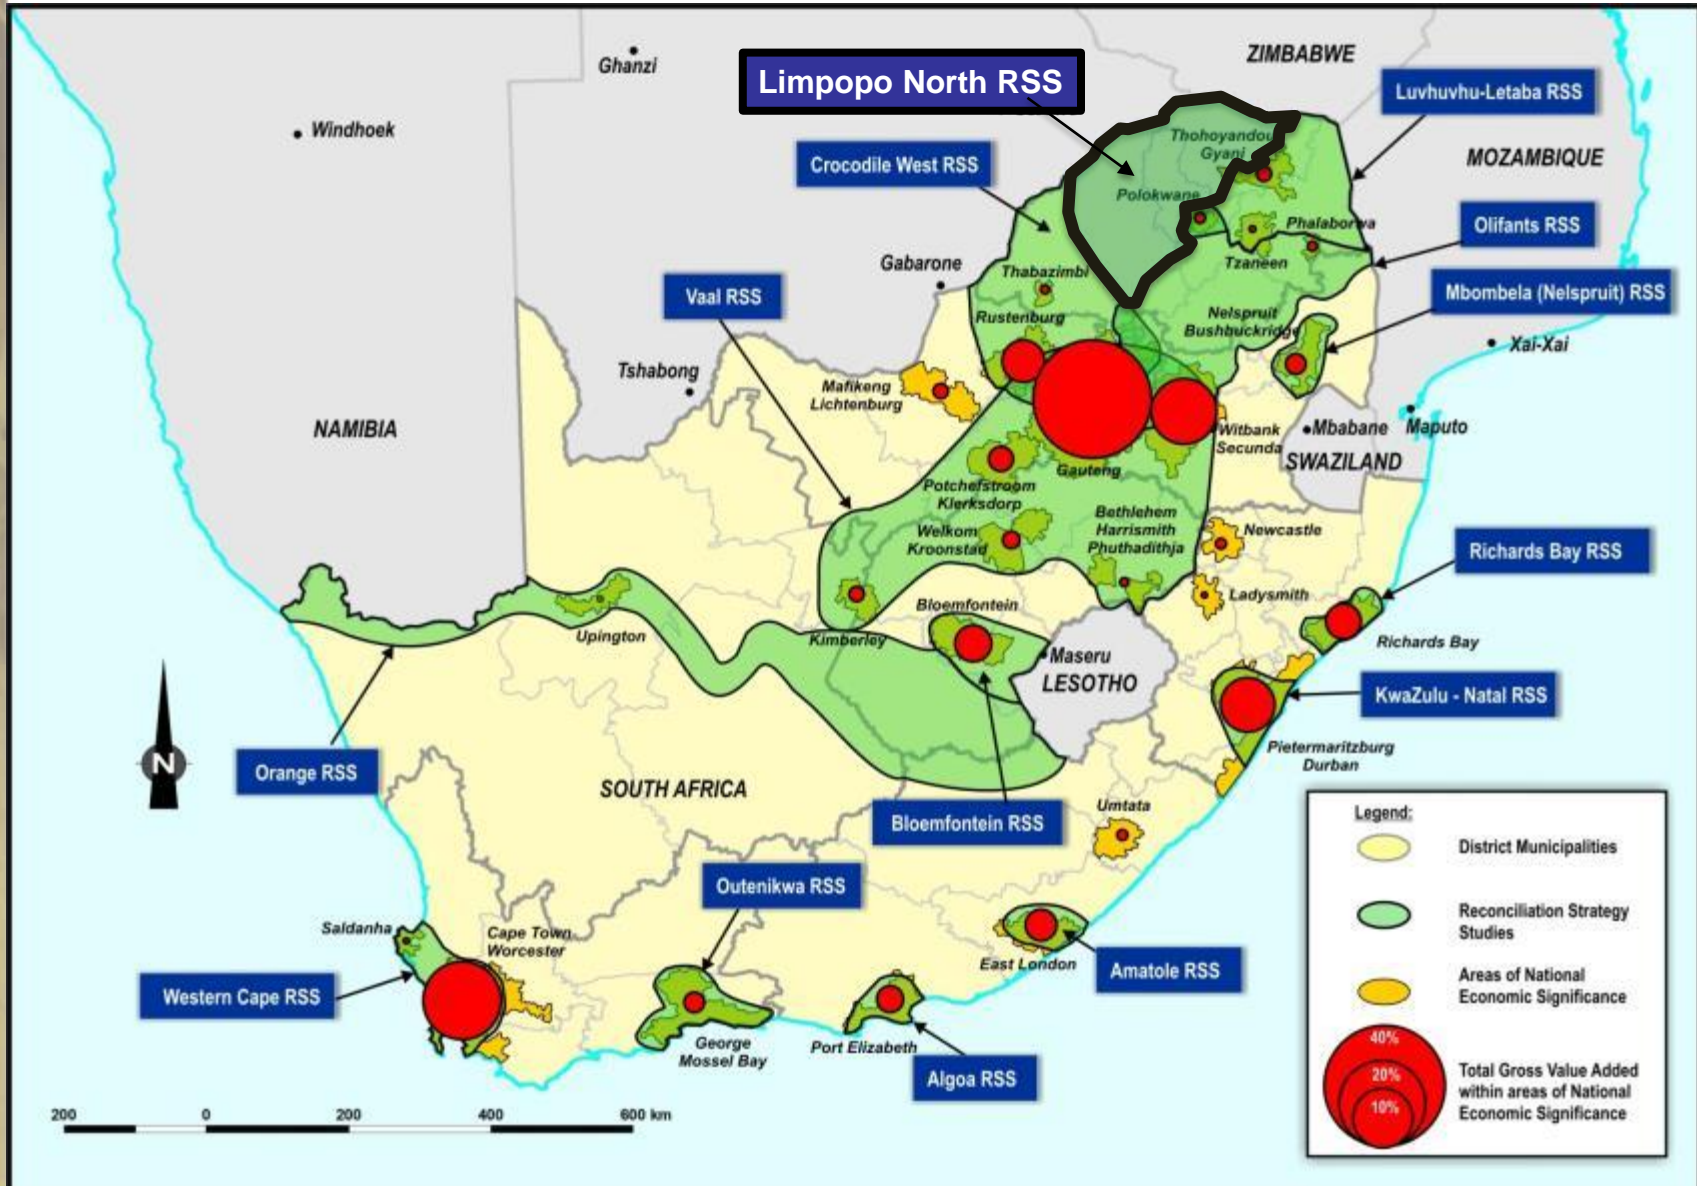 ZIMBABWE
Ghanzi
Limpopo North RSS
Luvhuvhu-Letaba RSS
Windhoek
Thohoyandou
Gyani
MOZAMBIQUE
Crocodile West RSS
Polokwane
Phalaborwa
Olifants RSS
Gabarone
Tzaneen
Thabazimbi
Vaal RSS
Mbombela (Nelspruit) RSS
Rustenburg
Nelspruit
Bushbuckridge
Xai-Xai
Tshabong
Mafikeng
Lichtenburg
NAMIBIA
Mbabane
Maputo
Witbank
Secunda
SWAZILAND
Gauteng
Potchefstroom
Klerksdorp
Bethlehem
Harrismith
Phuthadithja
Welkom
Kroonstad
Newcastle
Richards Bay RSS
Ladysmith
Bloemfontein
Upington
Kimberley
Richards Bay
Maseru
LESOTHO
KwaZulu - Natal RSS
Pietermaritzburg
Durban
N
Orange RSS
SOUTH AFRICA
Umtata
Bloemfontein RSS
Outenikwa RSS
Saldanha
Cape Town
Worcester
East London
Amatole RSS
Western Cape RSS
George
Mossel Bay
Port Elizabeth
Algoa RSS
200 0 200 400 600 km
Legend:
District Municipalities
Reconciliation Strategy
Studies
Areas of National
Economic Significance
40%
20%
10%
Total Gross Value Added
within areas of National
Economic Significance